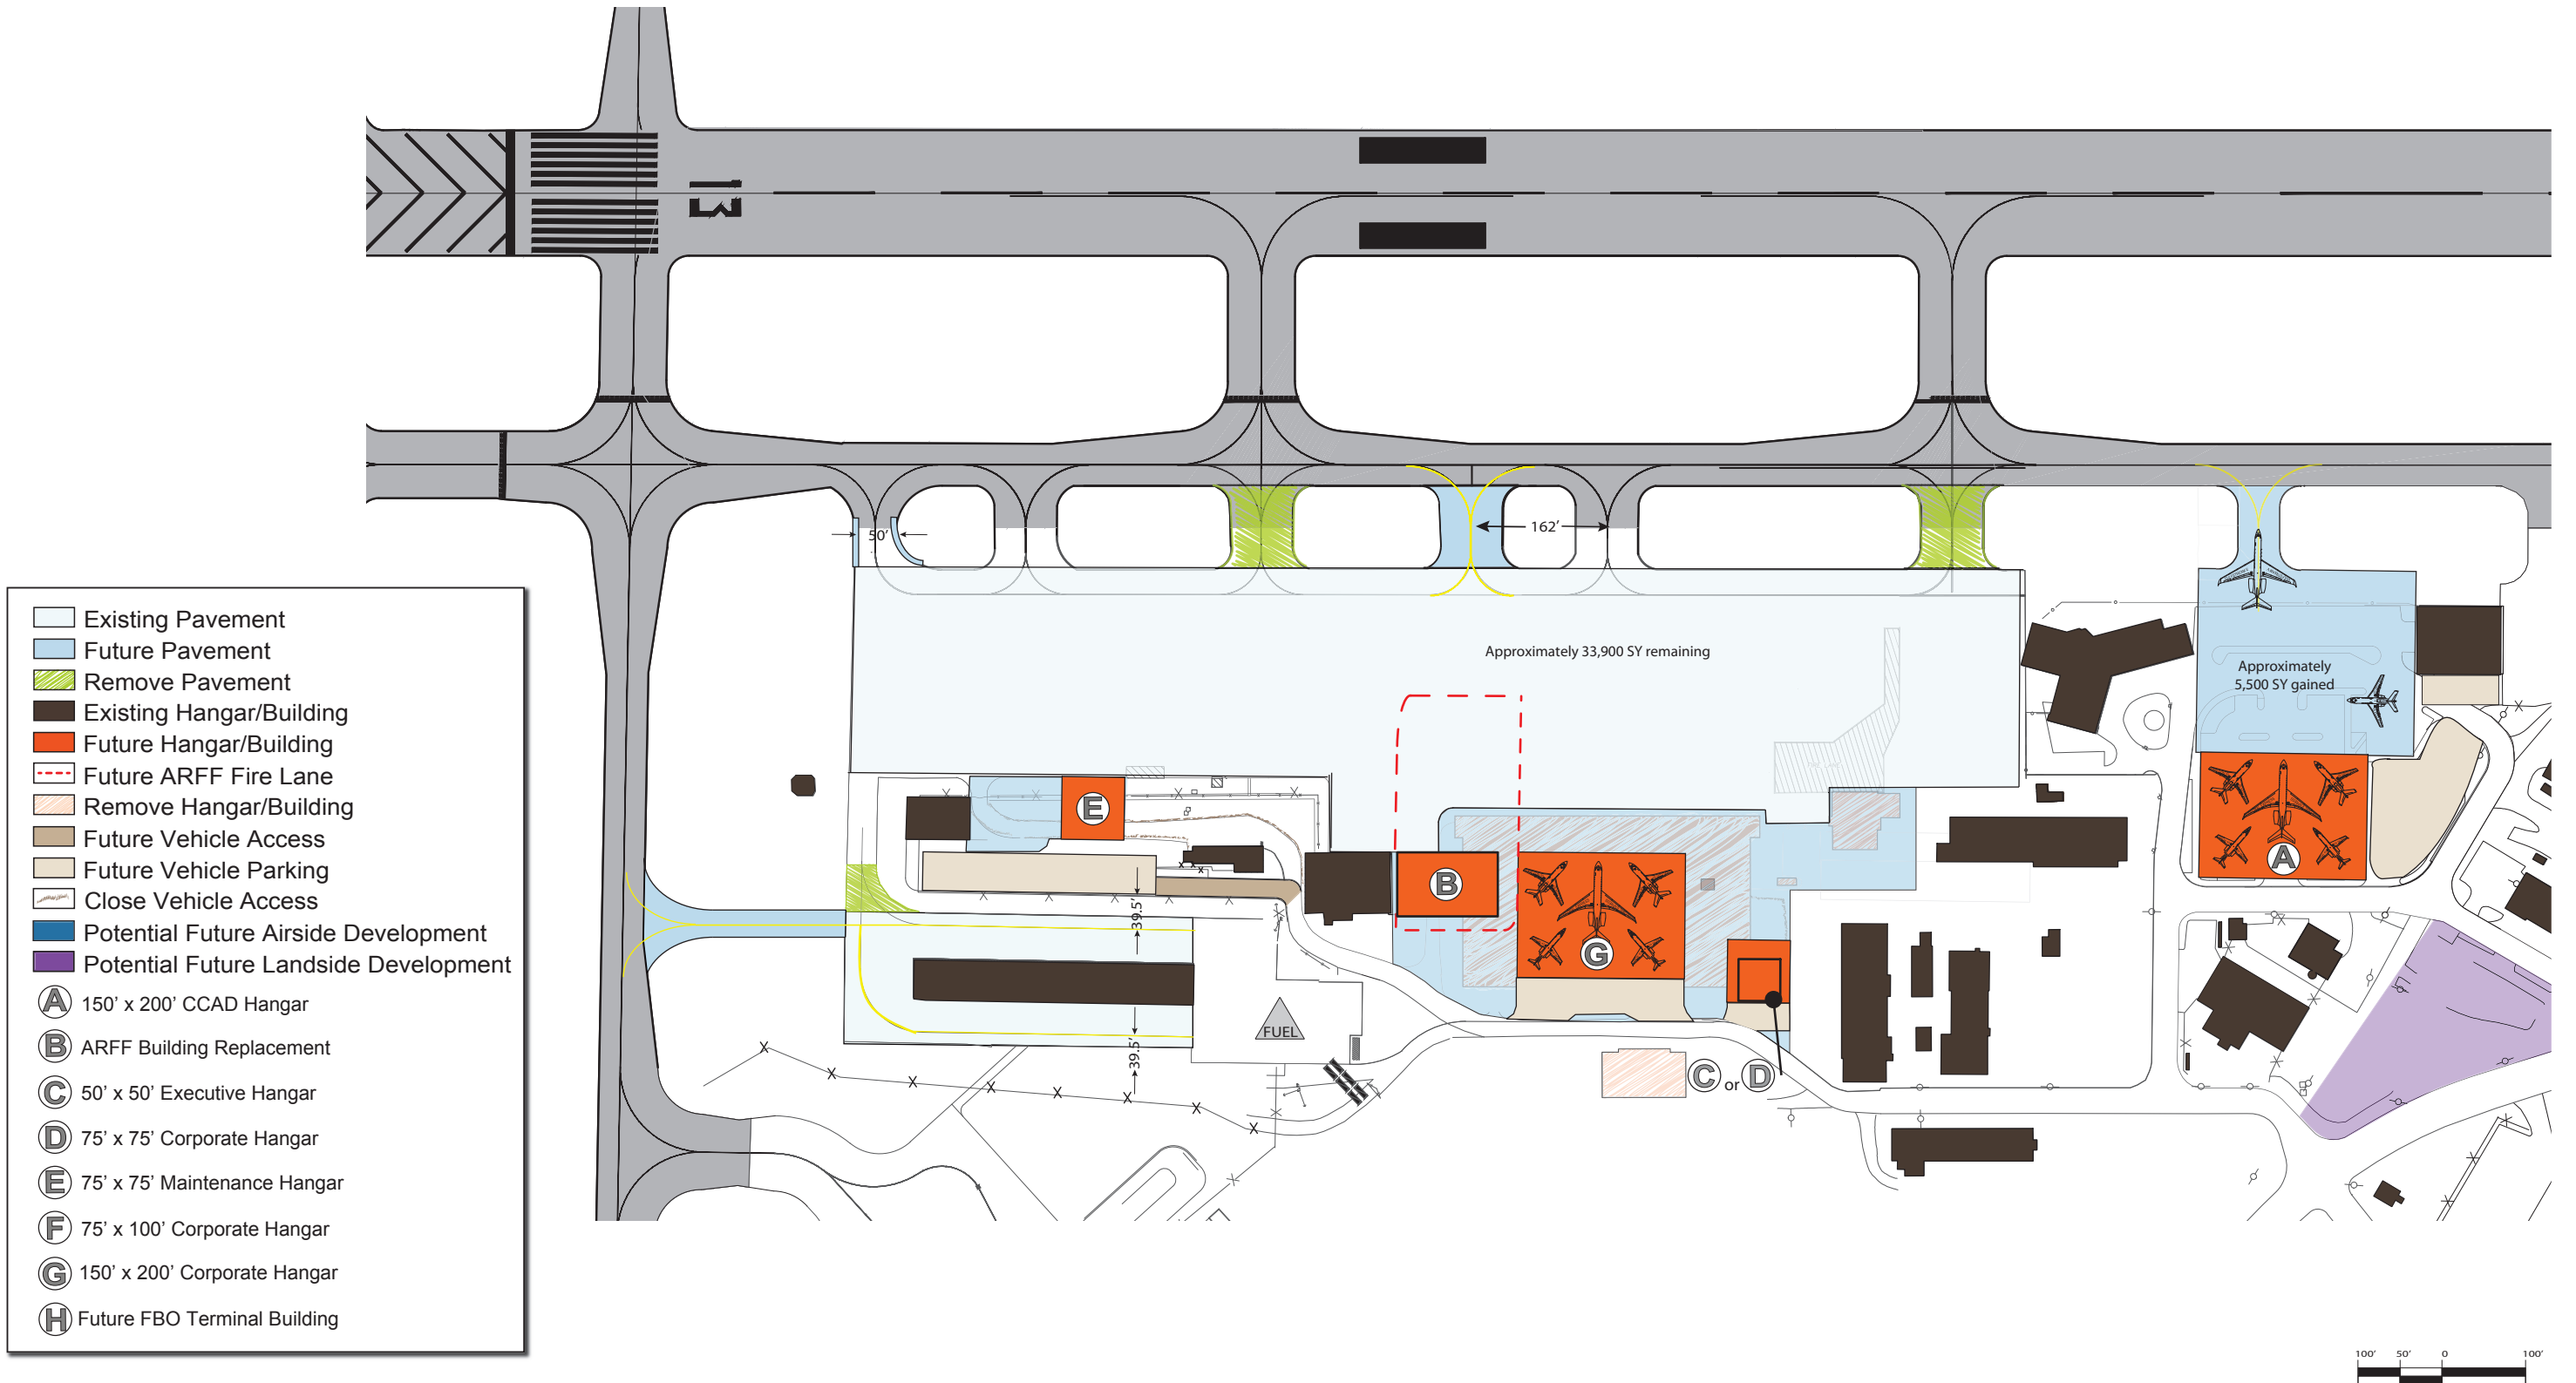 13
50’
162’
Approximately 33,900 SY remaining
Approximately
5,500 SY gained
E
B
G
A
39.5’
39.5’
FUEL
C or D
Existing Pavement
Future Pavement
Remove Pavement
Existing Hangar/Building
Future Hangar/Building
Future ARFF Fire Lane
Remove Hangar/Building
Future Vehicle Access
Future Vehicle Parking
Close Vehicle Access
Potential Future Airside Development
Potential Future Landside Development
A 150’ x 200’ CCAD Hangar
B ARFF Building Replacement
C 50’ x 50’ Executive Hangar
D 75’ x 75’ Corporate Hangar
E 75’ x 75’ Maintenance Hangar
F 75’ x 100’ Corporate Hangar
G 150’ x 200’ Corporate Hangar
H Future FBO Terminal Building
100’ 50’ 0 100’